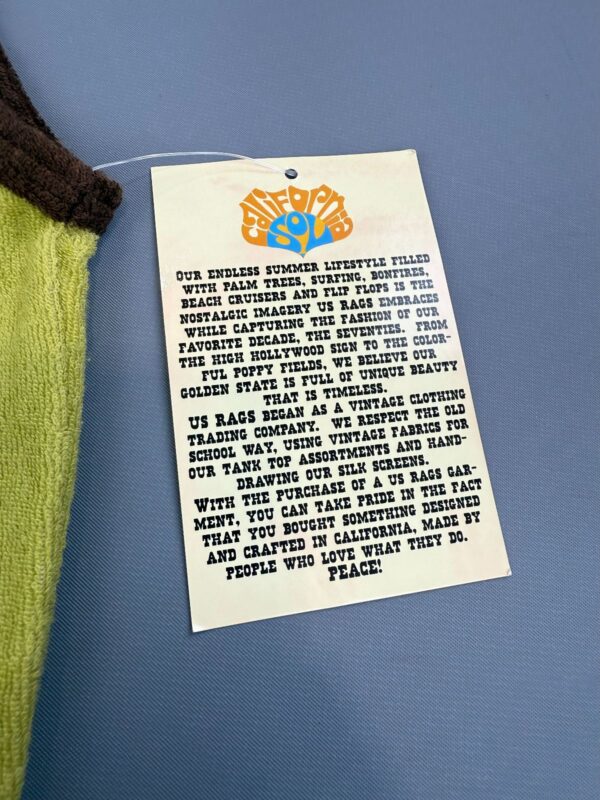 CALIFORNIA
SOL
OUR ENDLESS SUMMER LIFESTYLE FILLED
WITH PALM TREES, SURFING, BONFIRES,
BEACH CRUISERS AND FLIP FLOPS IS THE
NOSTALGIC IMAGERY US RAGS EMBRACES
WHILE CAPTURING THE FASHION OF OUR
FAVORITE DECADE, THE SEVENTIES. FROM
THE HIGH HOLLYWOOD SIGN TO THE COLOR-
FUL POPPY FIELDS, WE BELIEVE OUR
GOLDEN STATE IS FULL OF UNIQUE BEAUTY
THAT IS TIMELESS.
US RAGS BEGAN AS A VINTAGE CLOTHING
TRADING COMPANY. WE RESPECT THE OLD
SCHOOL WAY, USING VINTAGE FABRICS FOR
OUR TANK TOP ASSORTMENTS AND HAND-
DRAWING OUR SILK SCREENS.
WITH THE PURCHASE OF A US RAGS GAR-
MENT, YOU CAN TAKE PRIDE IN THE FACT
THAT YOU BOUGHT SOMETHING DESIGNED
AND CRAFTED IN CALIFORNIA, MADE BY
PEOPLE WHO LOVE WHAT THEY DO.
PEACE!